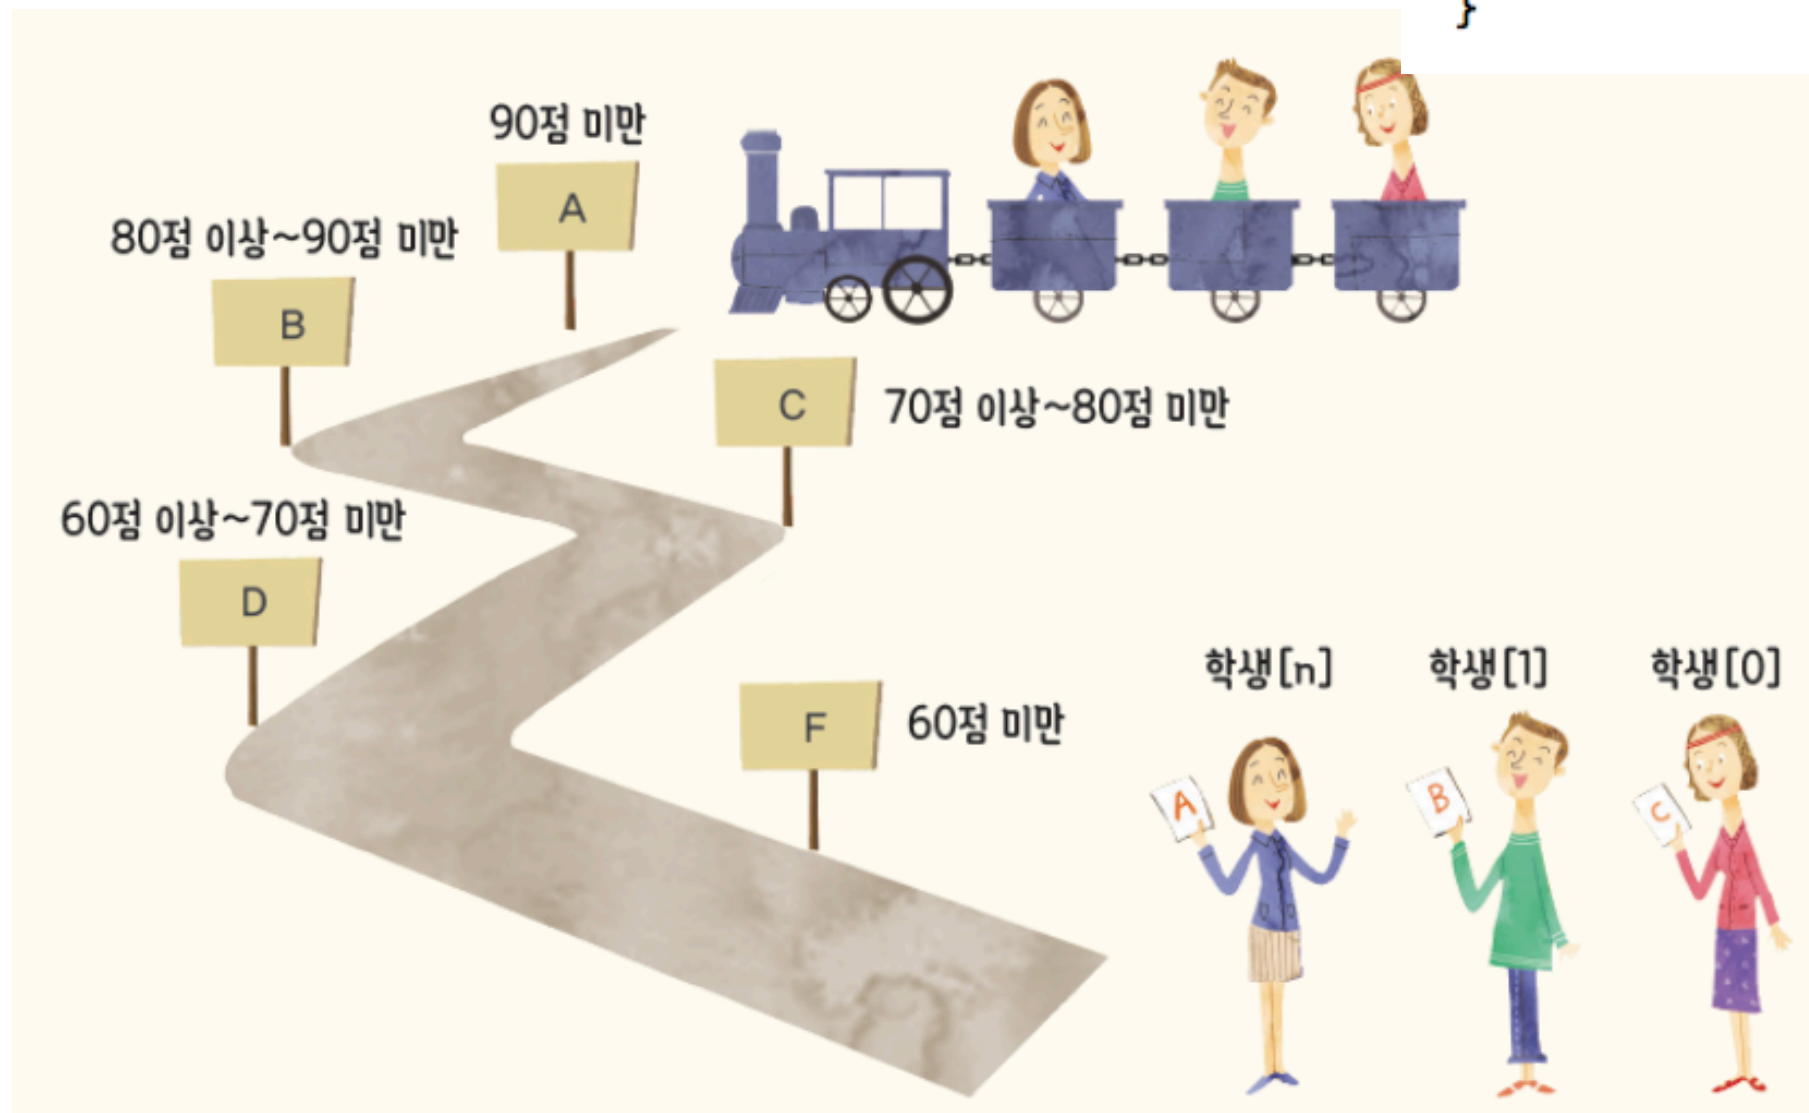 }
90점 미만
A
80점 이상~90점 미만
B
C
70점 이상~80점 미만
60점 이상~70점 미만
D
F
60점 미만
학생[n] 학생[1] 학생[0]
A B C